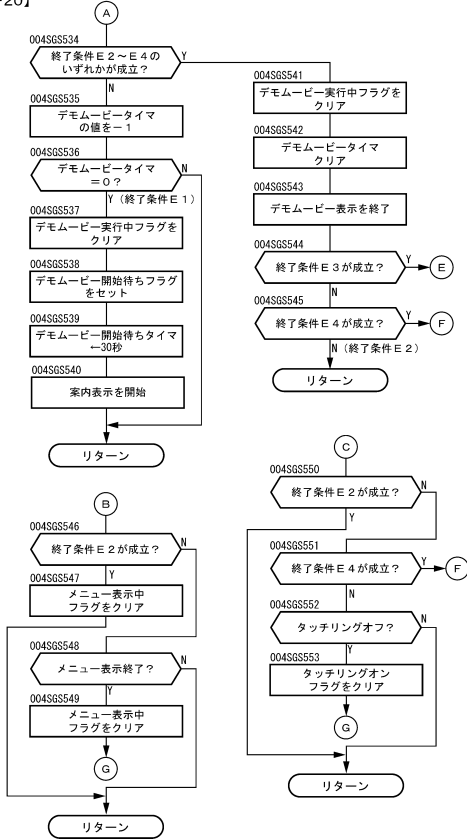 20】
A
004SGS534
終了条件E2～E4の
いずれかが成立？
Y
N
004SGS535
デモムービータイマ
の値を－1
004SGS536
デモムービータイマ
＝0？
N
Y（終了条件E1）
004SGS537
デモムービー実行中フラグを
クリア
004SGS538
デモムービー開始待ちフラグ
をセット
004SGS539
デモムービー開始待ちタイマ
←30秒
004SGS540
案内表示を開始
リターン
004SGS541
デモムービー実行中フラグを
クリア
004SGS542
デモムービータイマ
クリア
004SGS543
デモムービー表示を終了
004SGS544
終了条件E3が成立？
Y
E
N
004SGS545
終了条件E4が成立？
Y
F
N（終了条件E2）
リターン
B
004SGS546
終了条件E2が成立？
N
Y
004SGS547
メニュー表示中
フラグをクリア
004SGS548
メニュー表示終了？
N
Y
004SGS549
メニュー表示中
フラグをクリア
G
リターン
C
004SGS550
終了条件E2が成立？
N
Y
004SGS551
終了条件E4が成立？
Y
F
N
004SGS552
タッチリングオフ？
N
Y
004SGS553
タッチリングオン
フラグをクリア
G
リターン